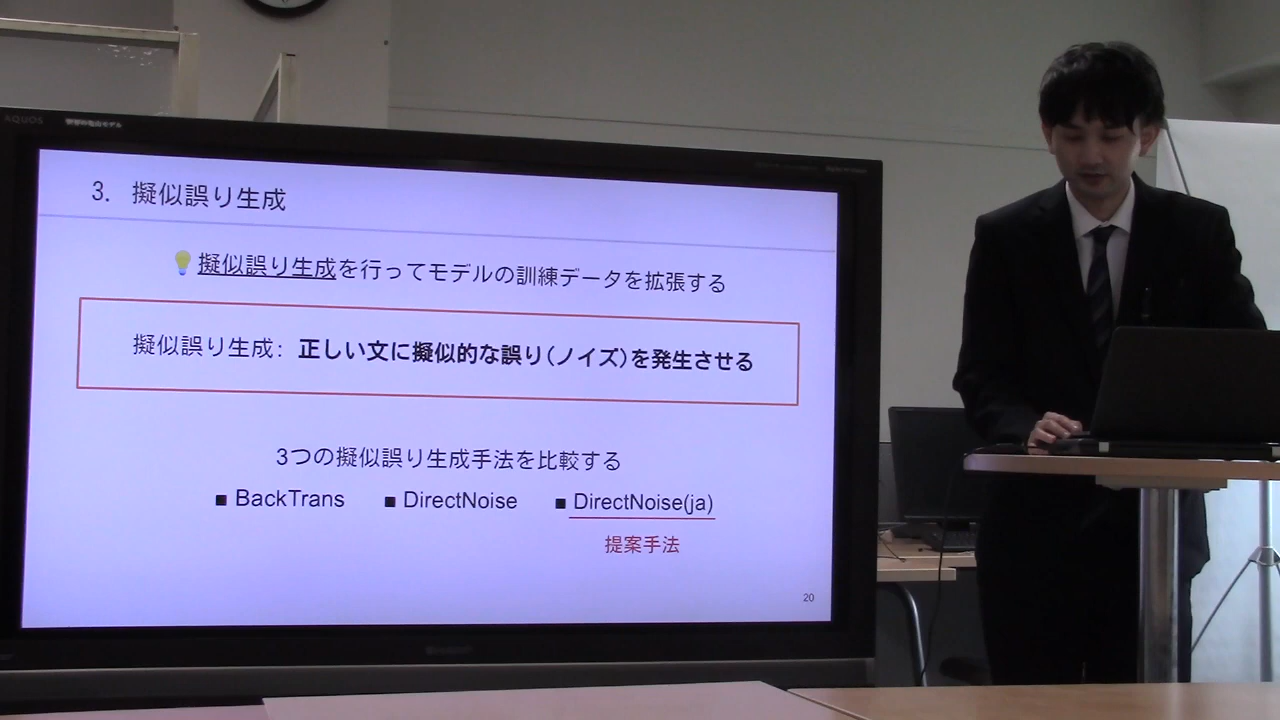 AQUOS
3. 擬似誤り生成
擬似誤り生成を行ってモデルの訓練データを拡張する
擬似誤り生成: 正しい文に擬似的な誤り(ノイズ)を発生させる
3つの擬似誤り生成手法を比較する
■ BackTrans ■ DirectNoise ■ DirectNoise(ja)
提案手法
20